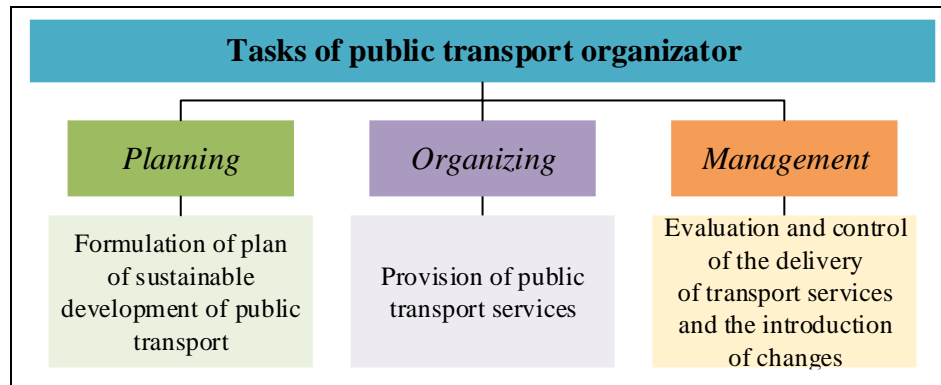 Tasks of public transport organizator
Planning
Organizing
Management
Formulation of plan
of sustainable
development of public
transport
Provision of public
transport services
Evaluation and control
of the delivery
of transport services
and the introduction
of changes